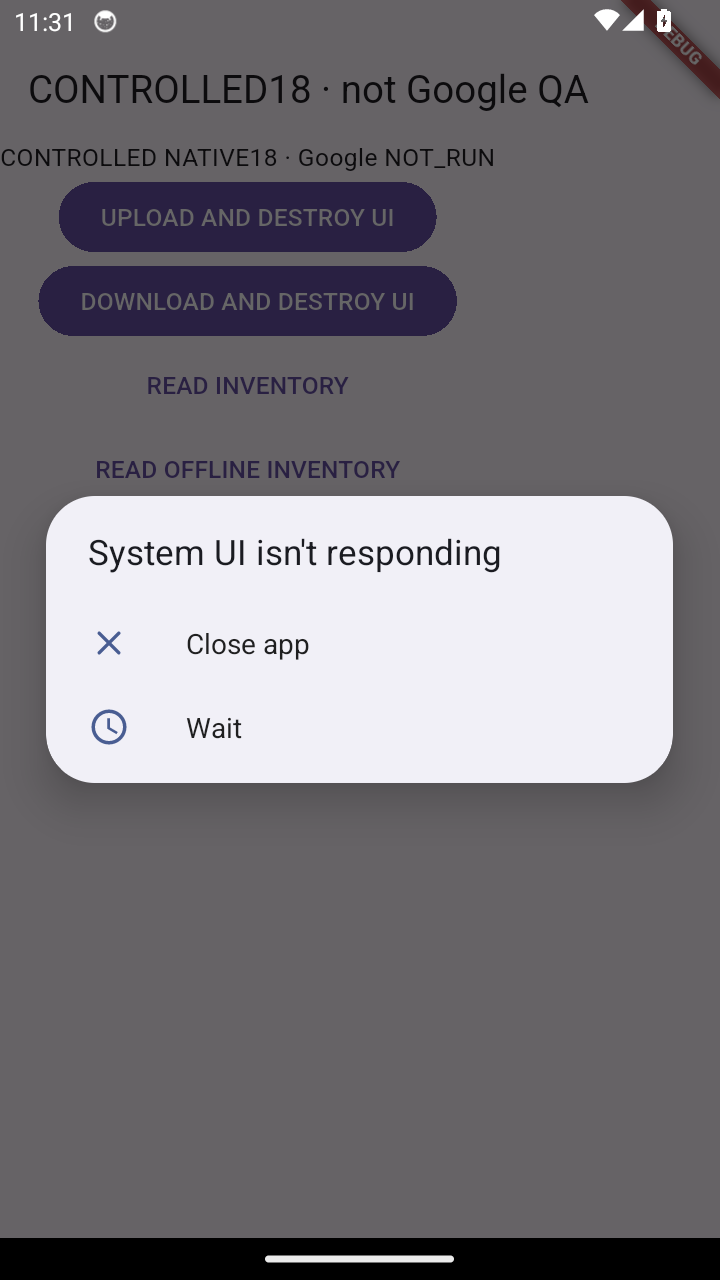 11:31
DEBUG
CONTROLLED18 · not Google QA
CONTROLLED NATIVE18 · Google NOT_RUN
UPLOAD AND DESTROY UI
DOWNLOAD AND DESTROY UI
READ INVENTORY
READ OFFLINE INVENTORY
System UI isn't responding
Close app
Wait